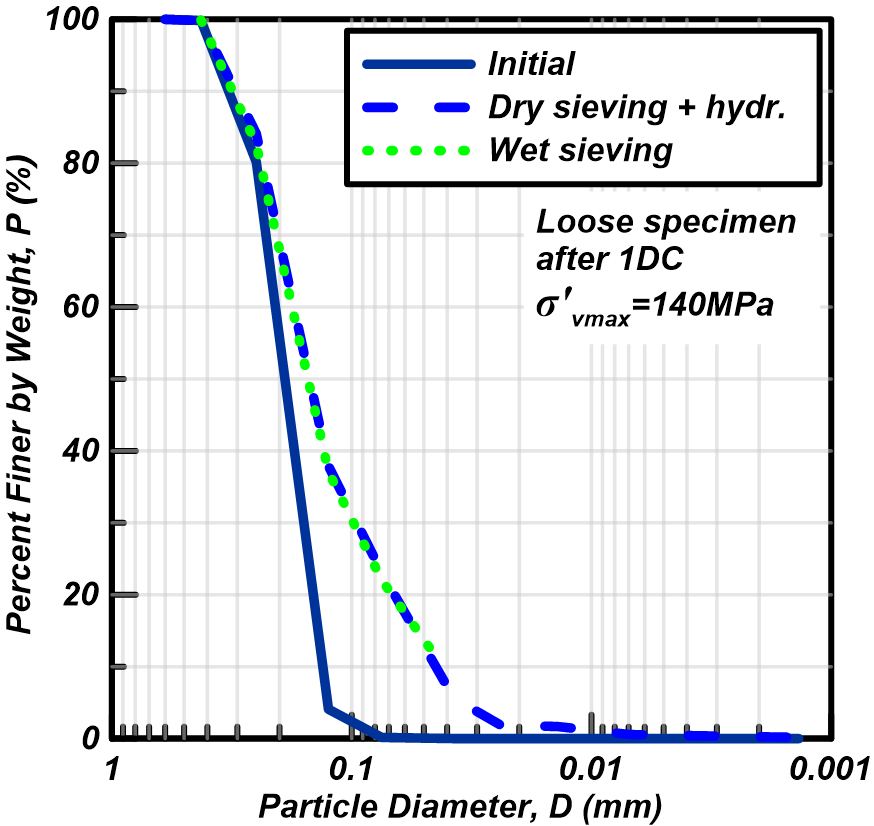 100
80
60
40
20
0
Percent Finer by Weight, P (%)
Initial
Dry sieving + hydr.
Wet sieving
Loose specimen
after 1DC
σ'vmax=140MPa
1 0.1 0.01 0.001
Particle Diameter, D (mm)